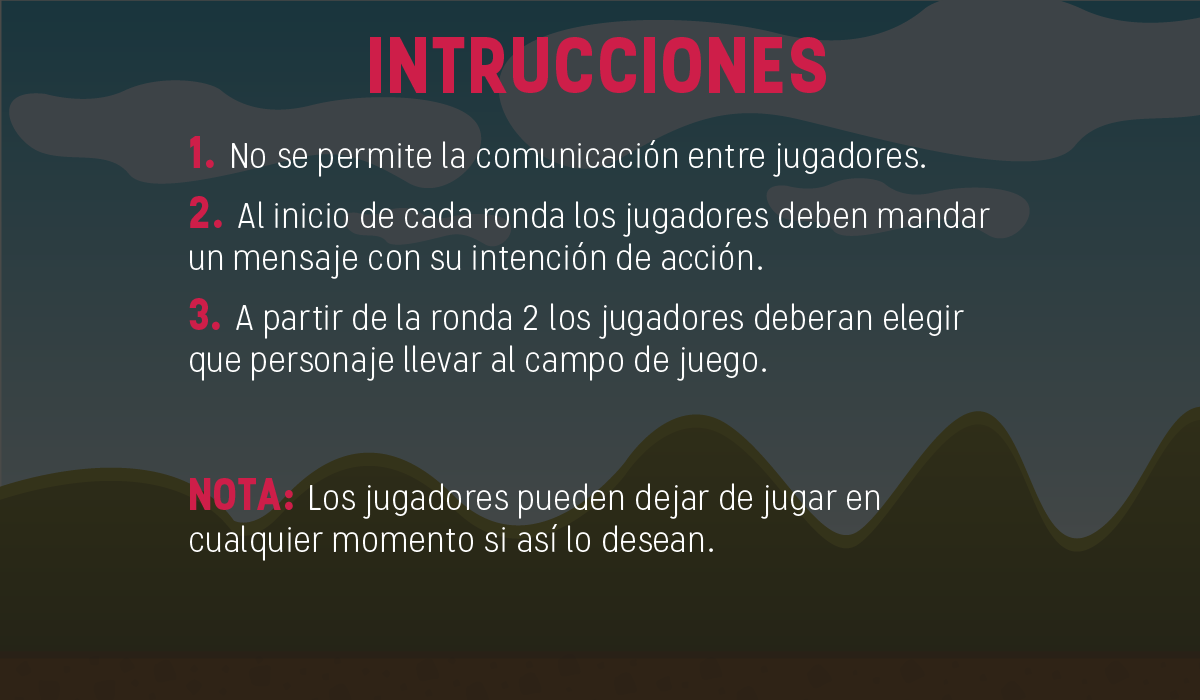 INTRUCCIONES
1. No se permite la comunicación entre jugadores.
2. Al inicio de cada ronda los jugadores deben mandar
un mensaje con su intención de acción.
3. A partir de la ronda 2 los jugadores deberan elegir
que personaje llevar al campo de juego.
NOTA: Los jugadores pueden dejar de jugar en
cualquier momento si así lo desean.